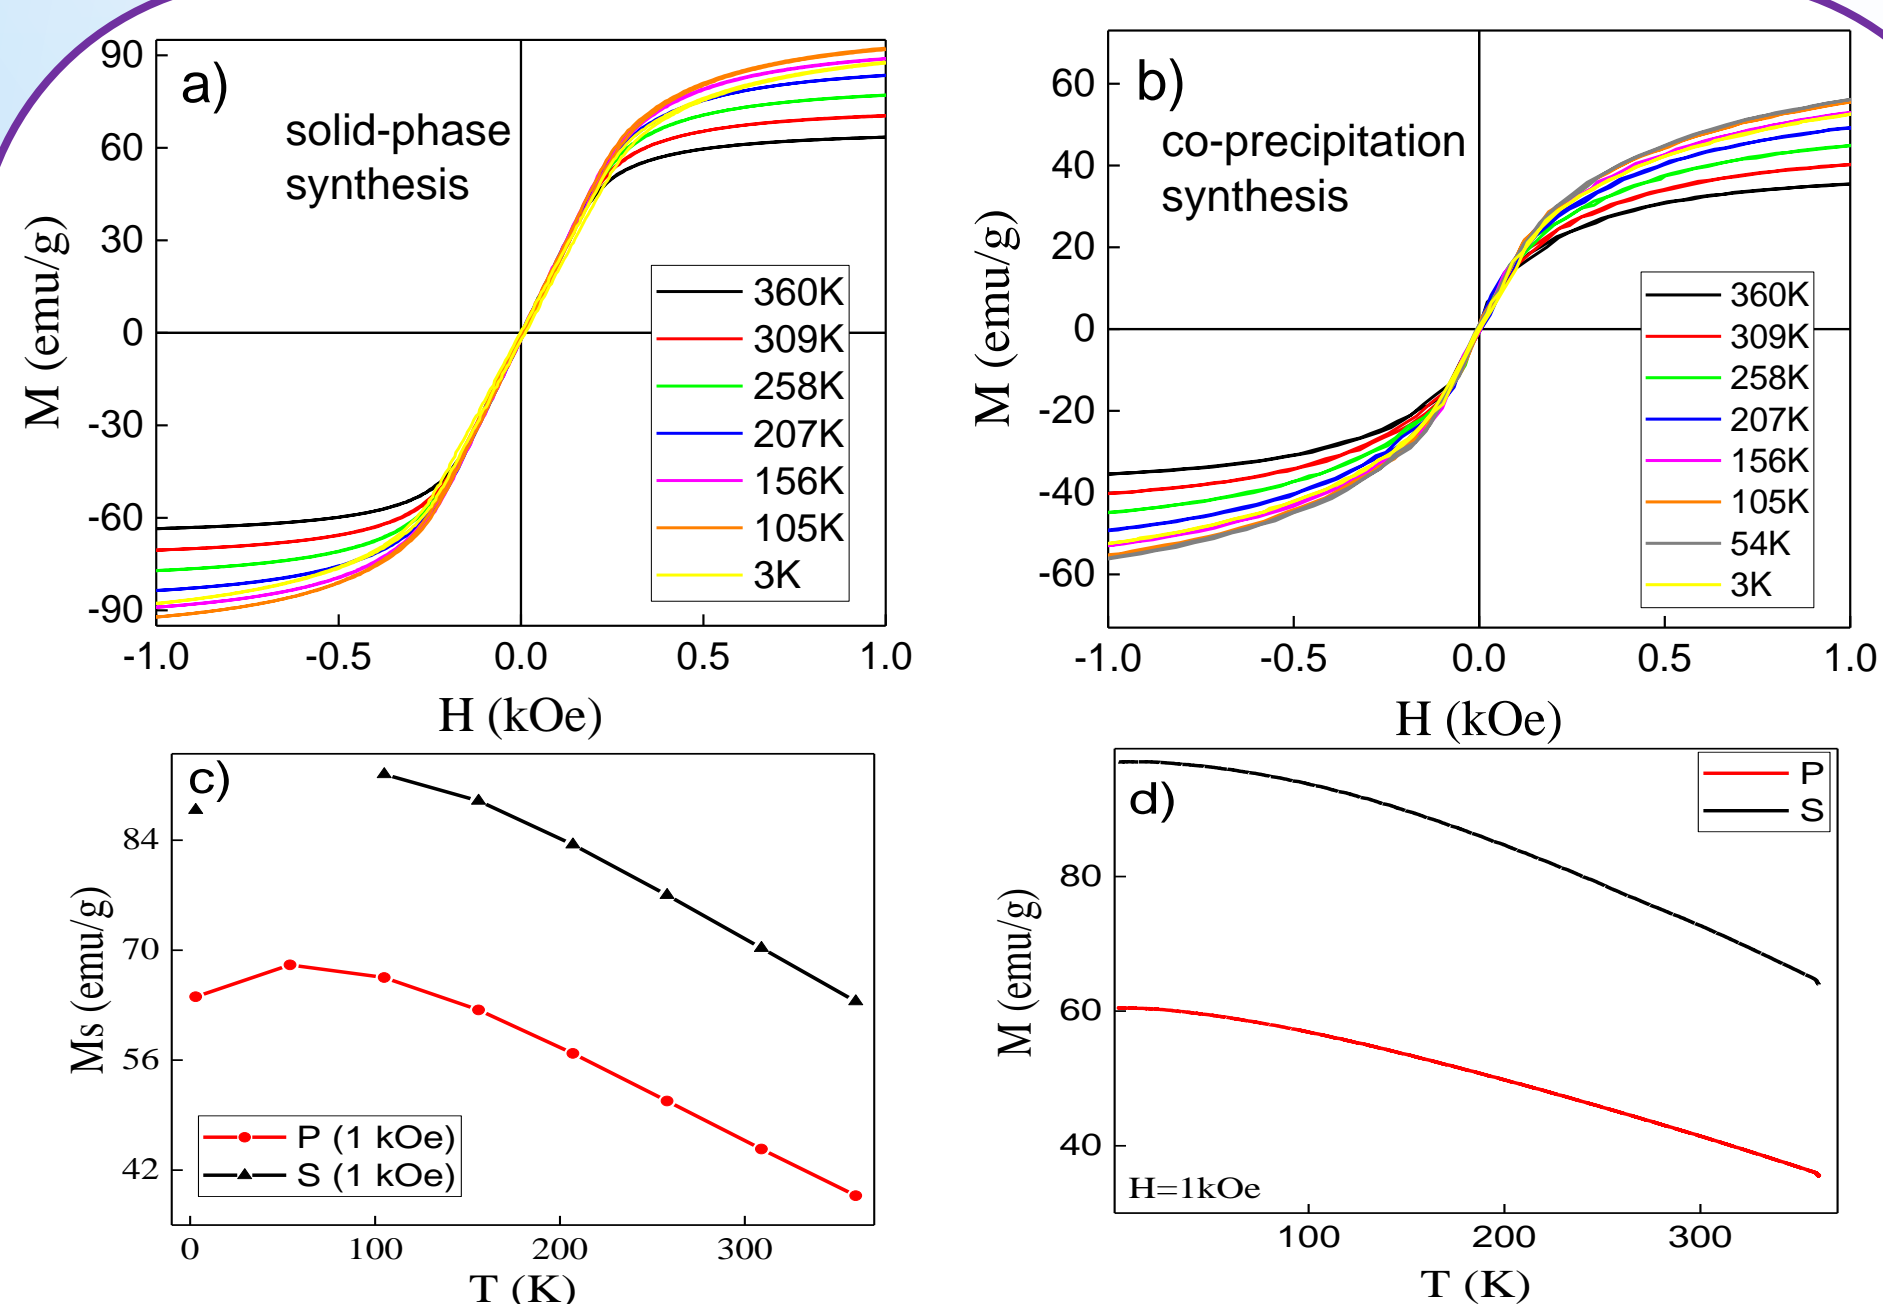 a)
solid-phase
synthesis
90
60
30
0
-30
-60
-90
M (emu/g)
360K
309K
258K
207K
156K
105K
3K
-1.0 -0.5 0.0 0.5 1.0
H (kOe)
b)
co-precipitation
synthesis
60
40
20
0
-20
-40
-60
M (emu/g)
360K
309K
258K
207K
156K
105K
54K
3K
-1.0 -0.5 0.0 0.5 1.0
H (kOe)
c)
84
70
56
42
Ms (emu/g)
P (1 kOe)
S (1 kOe)
0 100 200 300
T (K)
d)
P
S
80
60
40
M (emu/g)
H=1kOe
100 200 300
T (K)